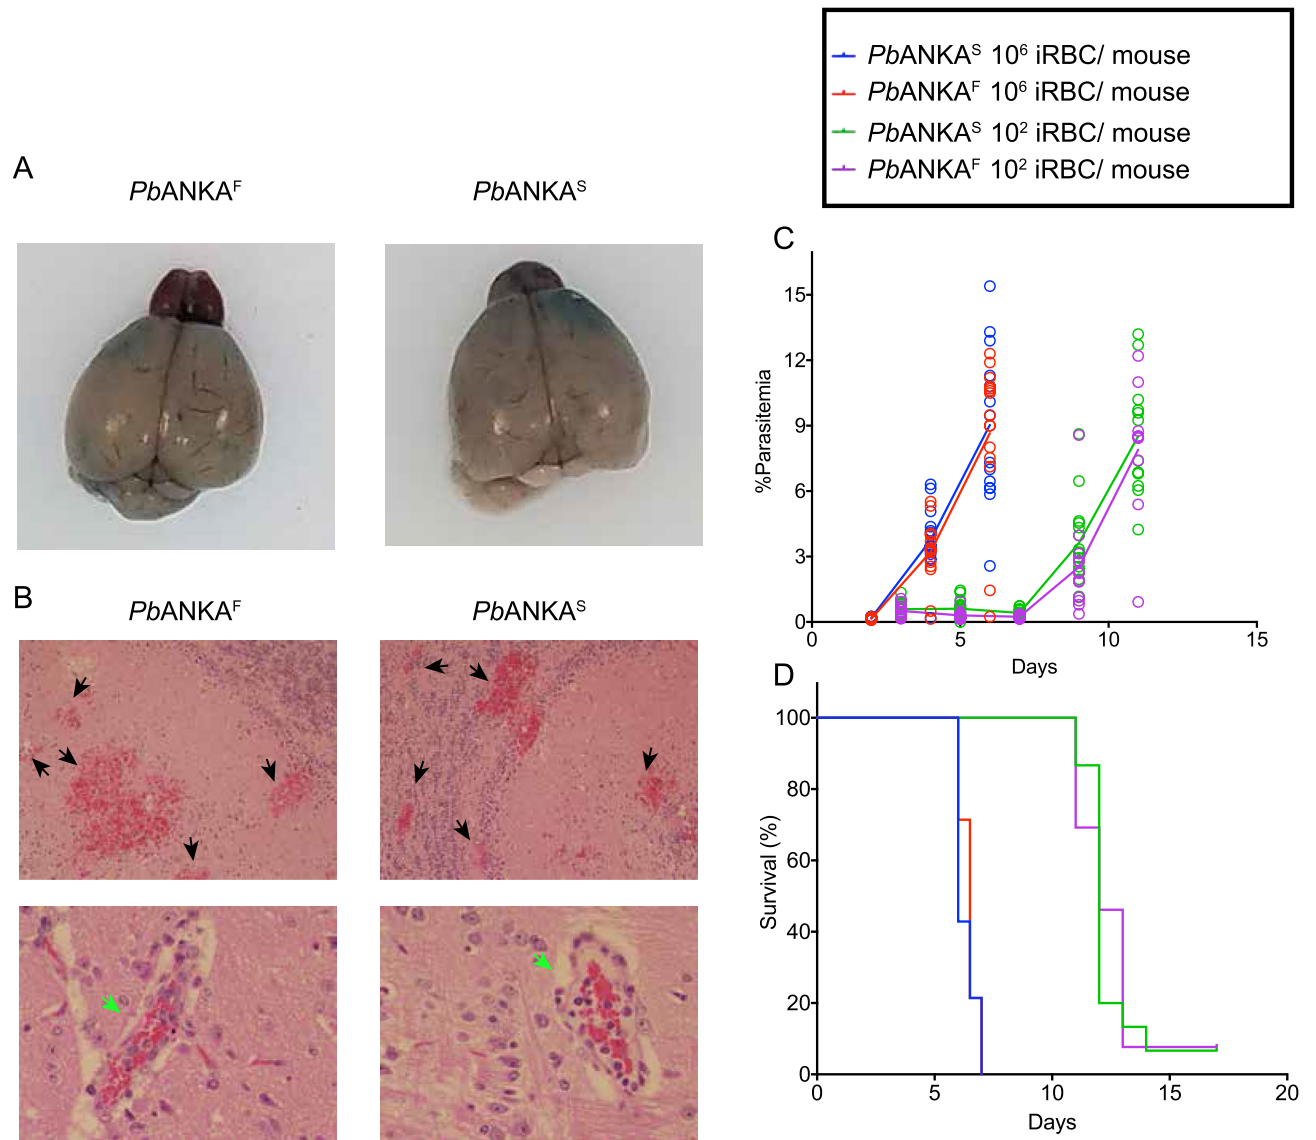 PbANKAS 10⁶ iRBC/ mouse
PbANKAF 10⁶ iRBC/ mouse
PbANKAS 10² iRBC/ mouse
PbANKAF 10² iRBC/ mouse
A
PbANKAF
PbANKAS
B
PbANKAF
PbANKAS
C
%Parasitemia
15
12
9
6
3
0
0 5 10 15
Days
D
Survival (%)
100
80
60
40
20
0
0 5 10 15 20
Days